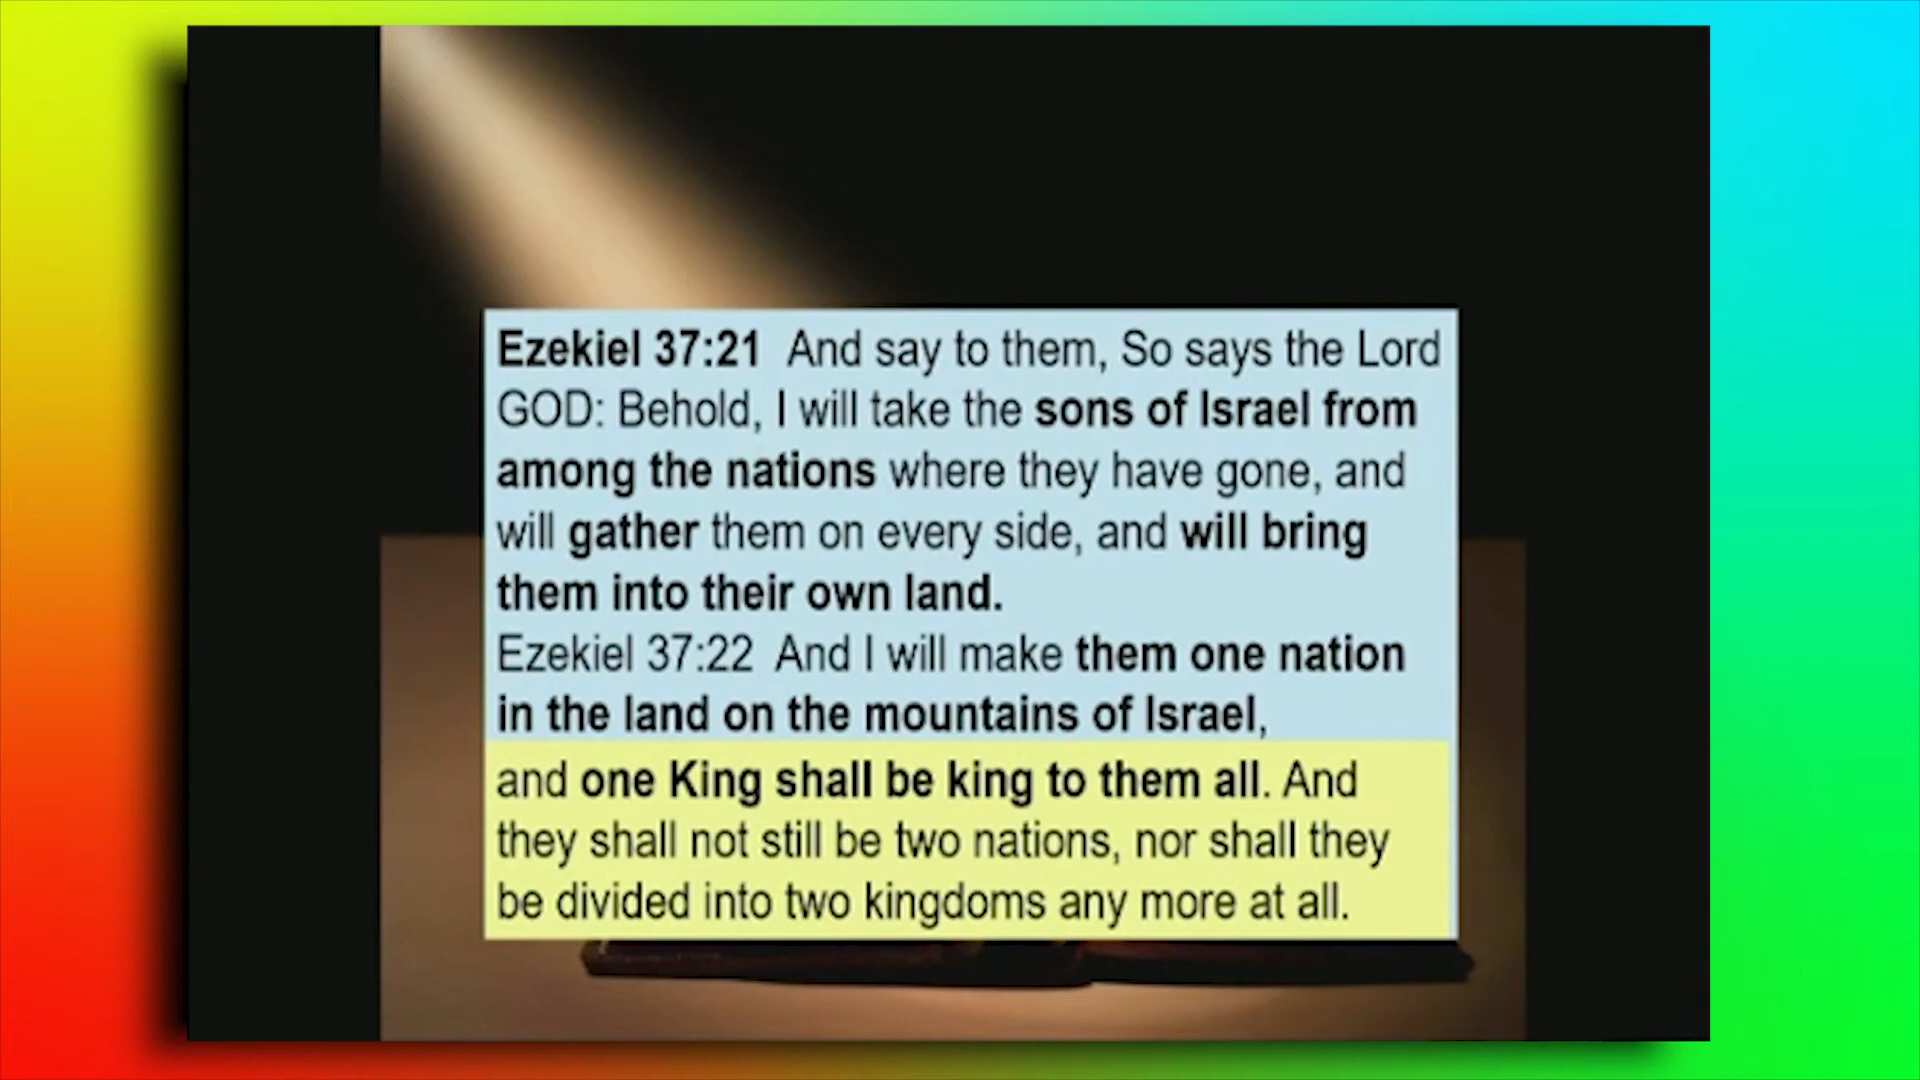 Ezekiel 37:21 And say to them, So says the Lord
GOD: Behold, I will take the sons of Israel from
among the nations where they have gone, and
will gather them on every side, and will bring
them into their own land.
Ezekiel 37:22 And I will make them one nation
in the land on the mountains of Israel,
and one King shall be king to them all. And
they shall not still be two nations, nor shall they
be divided into two kingdoms any more at all.